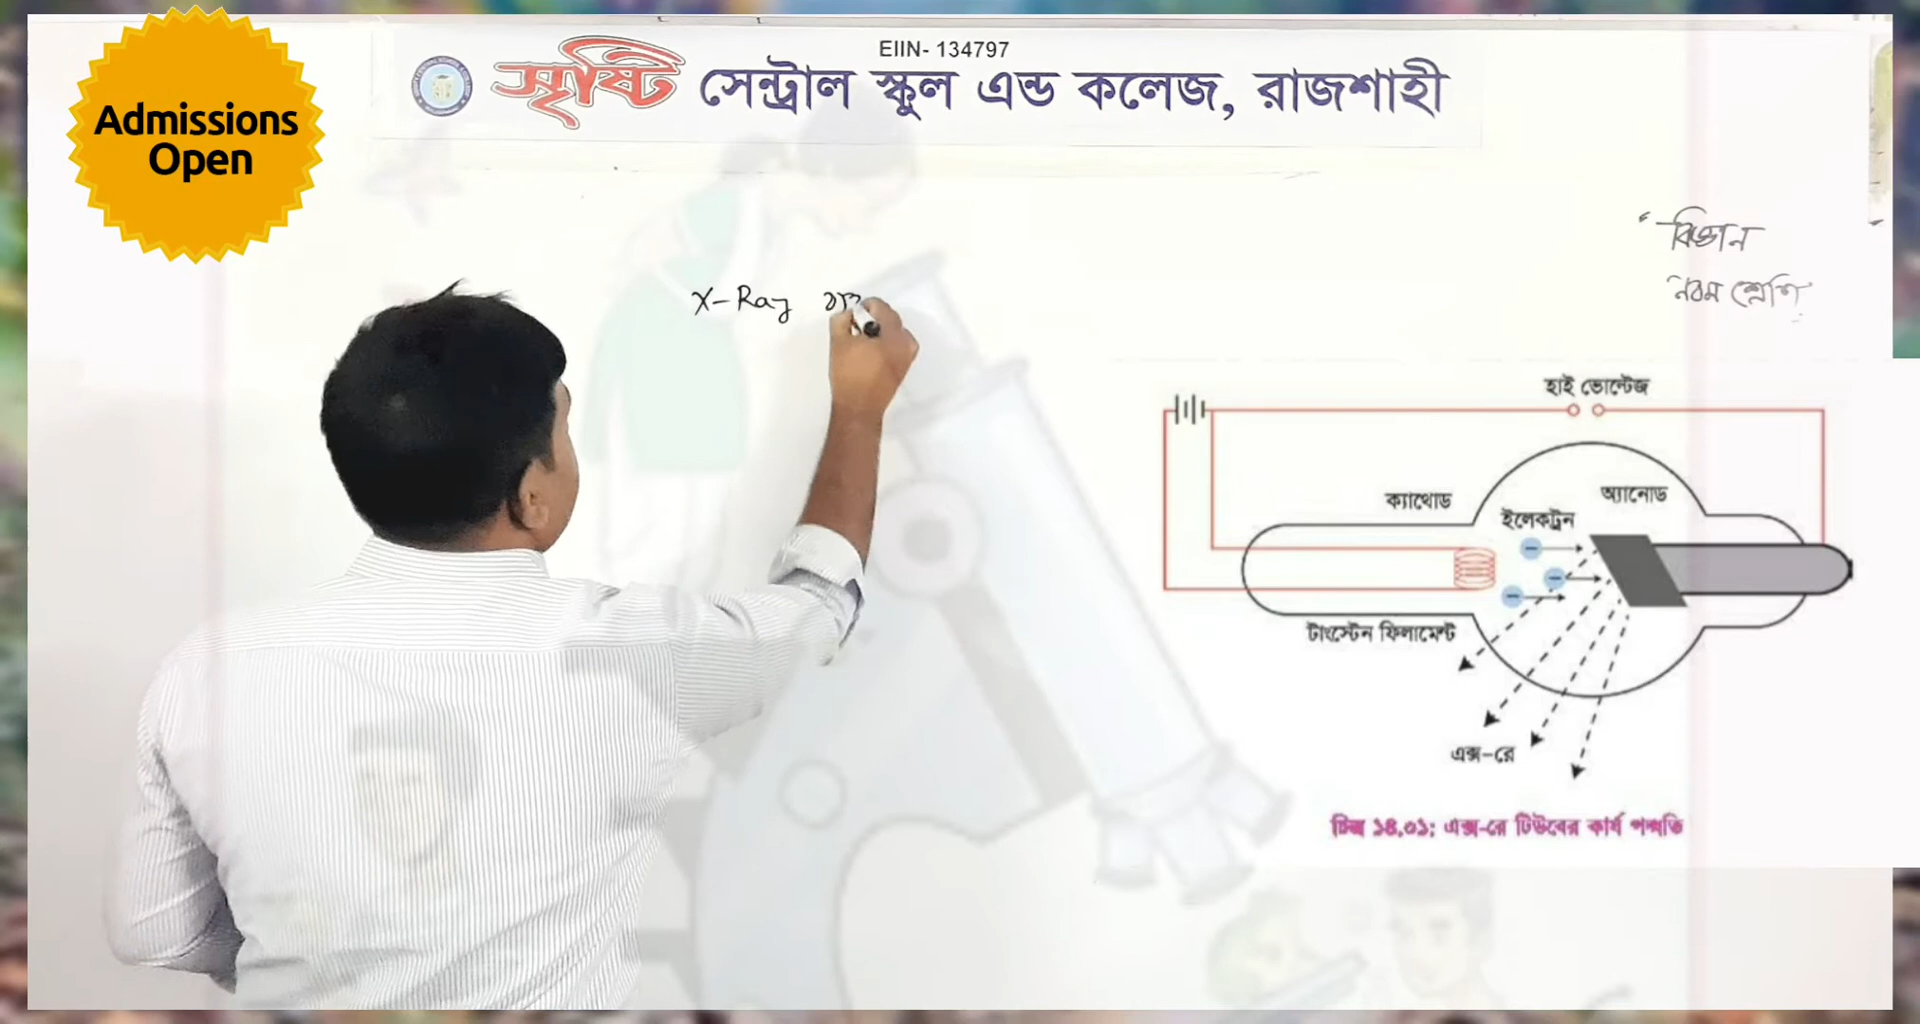 Admissions
Open
EIIN- 134797
সৃষ্টি সেন্ট্রাল স্কুল এন্ড কলেজ, রাজশাহী
" বিজ্ঞান "
নবম শ্রেণি
X-Ray
হাই ভোল্টেজ
ক্যাথোড
ইলেকট্রন
অ্যানোড
টাংস্টেন ফিলামেন্ট
এক্স-রে
চিত্র ১৪.০১: এক্স-রে টিউবের কার্য পদ্ধতি